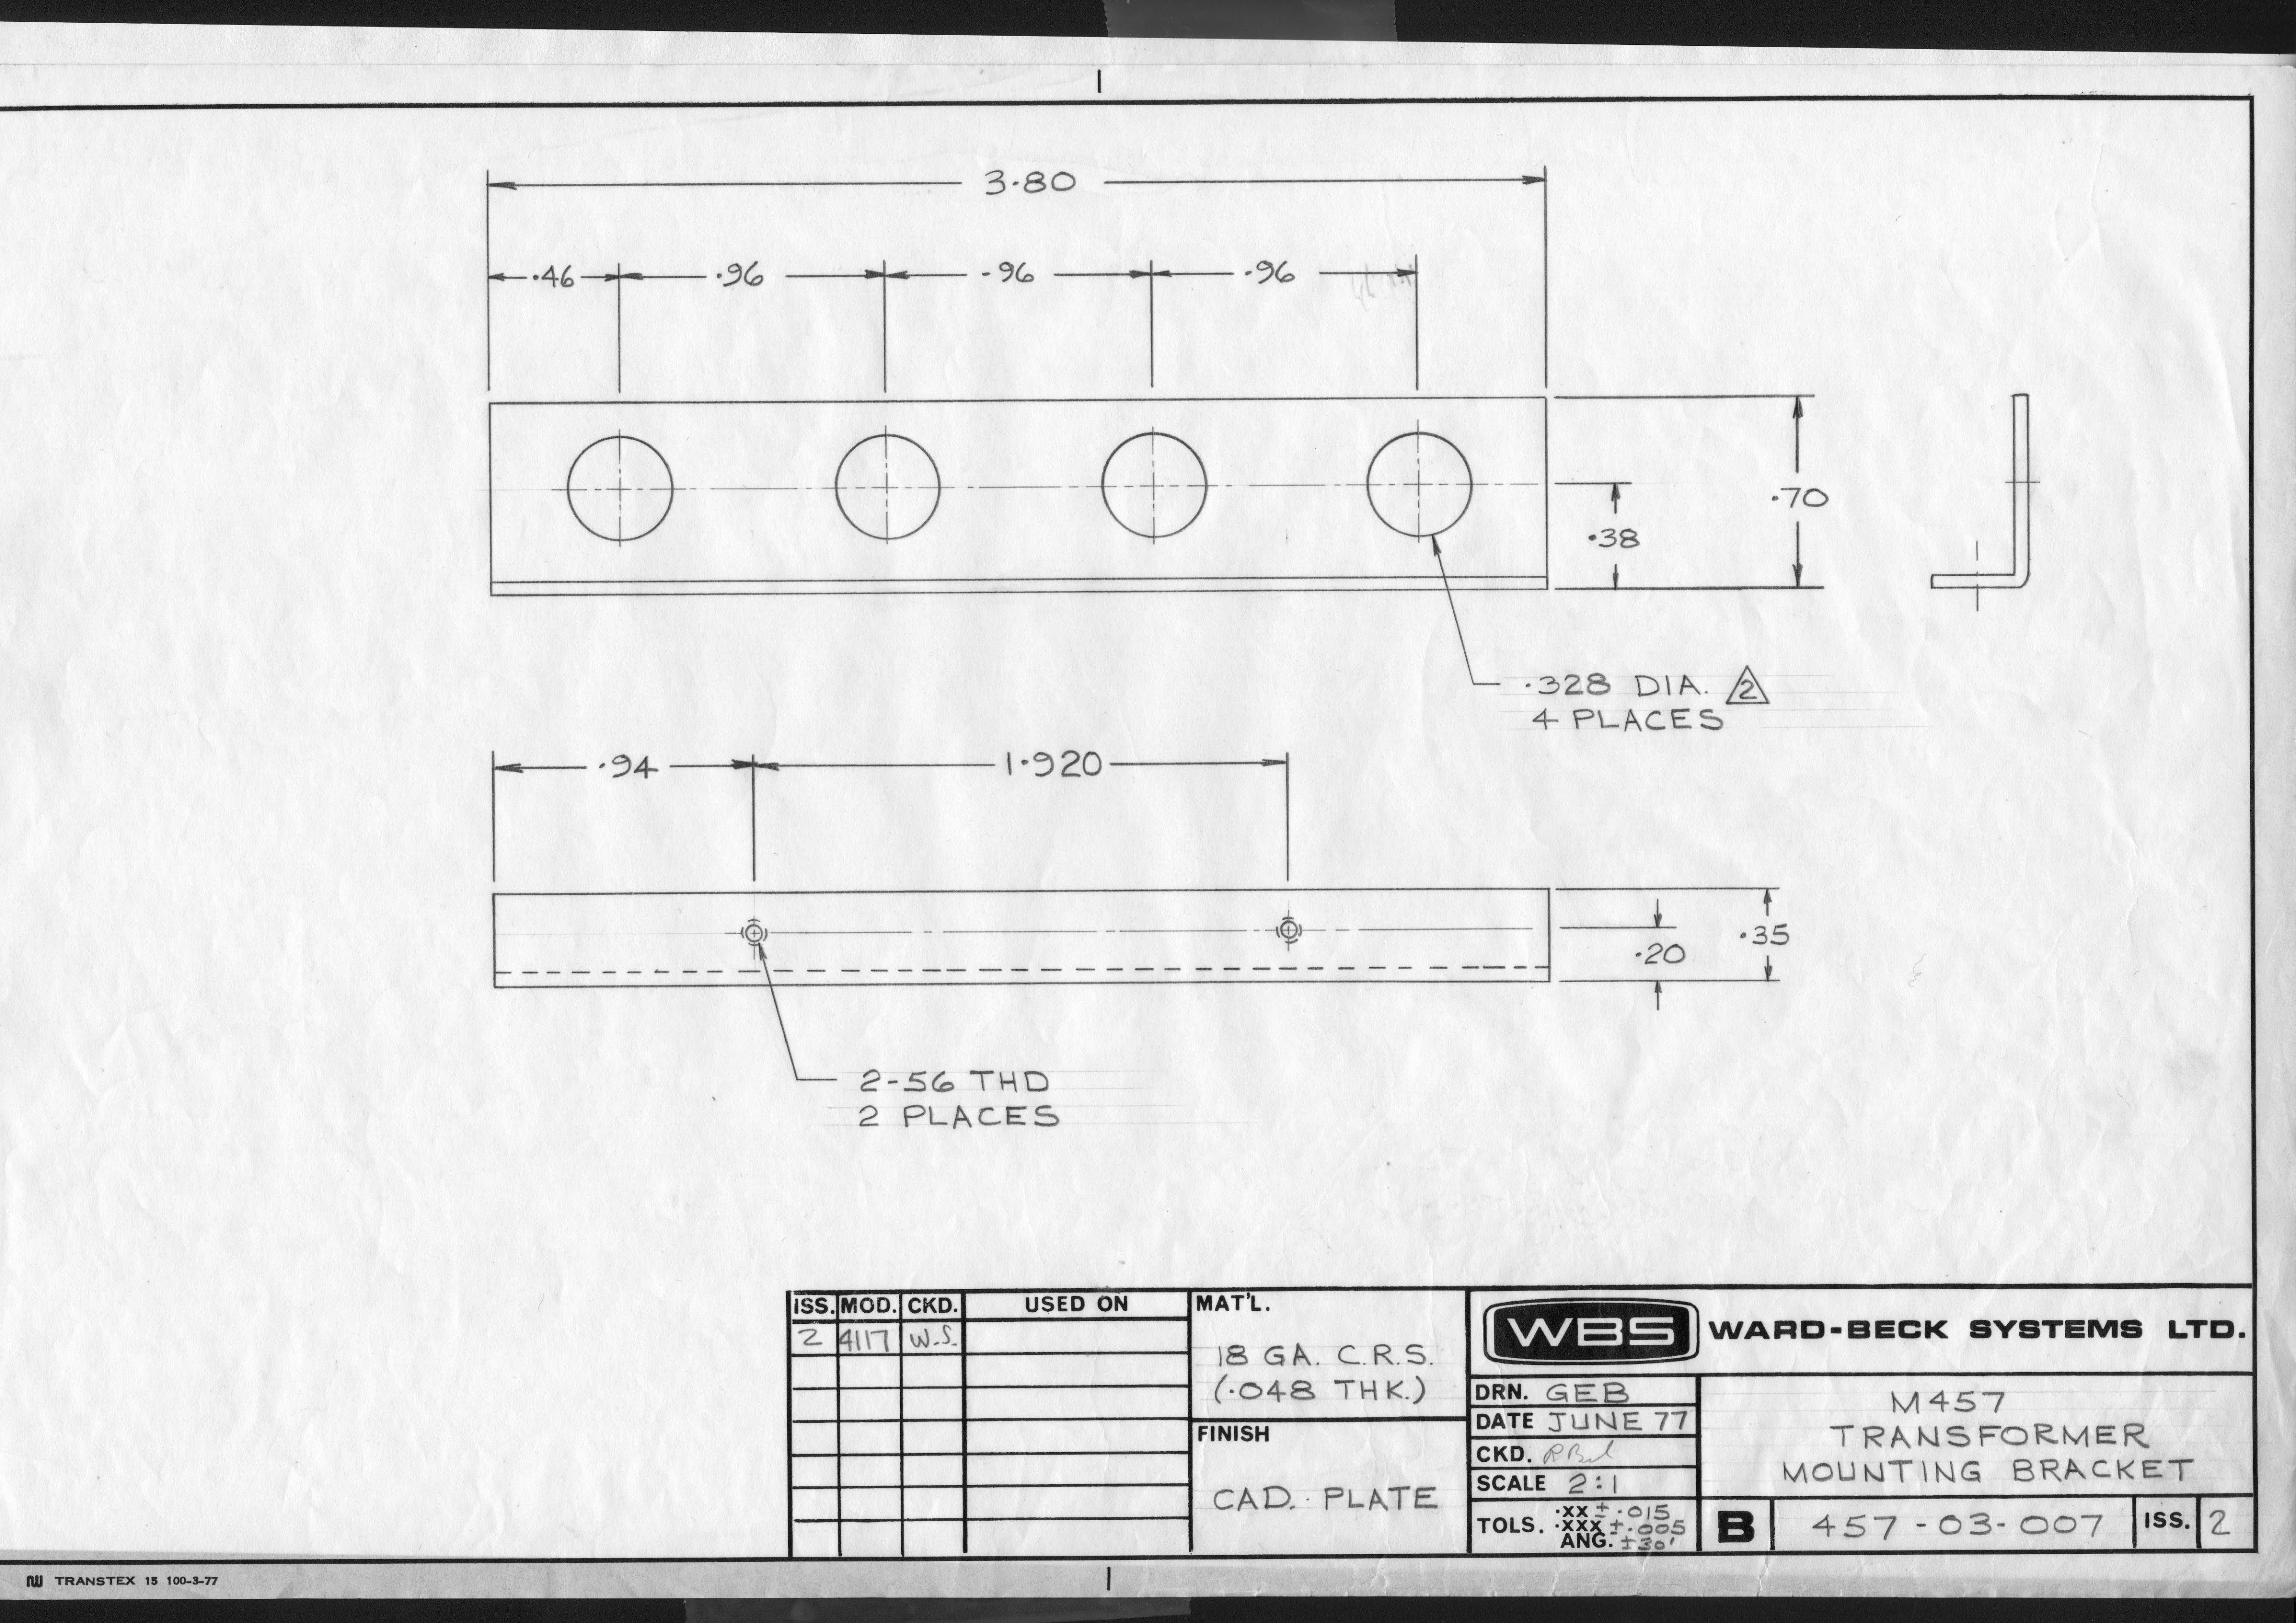 3.80
.46 .96 .96 .96
.70
.38
.328 DIA. 2
4 PLACES
.94 1.920
.35
.20
2-56 THD
2 PLACES
ISS. MOD. CKD. USED ON
2 4117 W.S.
MAT'L.
18 GA. C.R.S.
(.048 THK.)
FINISH
CAD. PLATE
WBS WARD-BECK SYSTEMS LTD.
DRN. GEB
DATE JUNE 77
CKD.
SCALE 2:1
TOLS. .XX ± .015
.XXX ± .005
ANG. ± 30'
M457
TRANSFORMER
MOUNTING BRACKET
B 457-03-007 ISS. 2
TRANSTEX 15 100-3-77